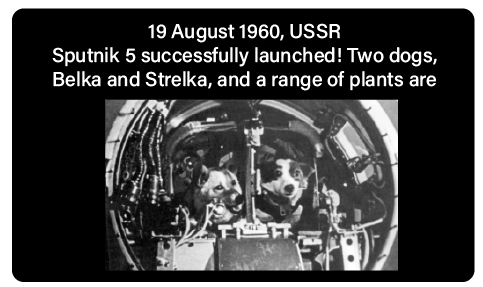 19 August 1960, USSR
Sputnik 5 successfully launched! Two dogs,
Belka and Strelka, and a range of plants are